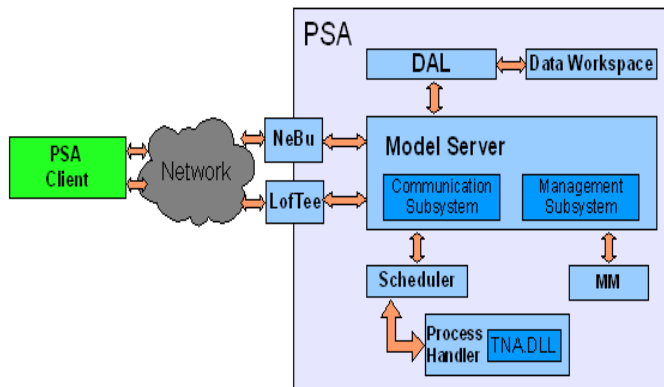 PSA
DAL
Data Workspace
NeBu
Model Server
PSA
Client
Network
Communication
Subsystem
Management
Subsystem
LofTee
Scheduler
MM
Process
Handler
TNA.DLL